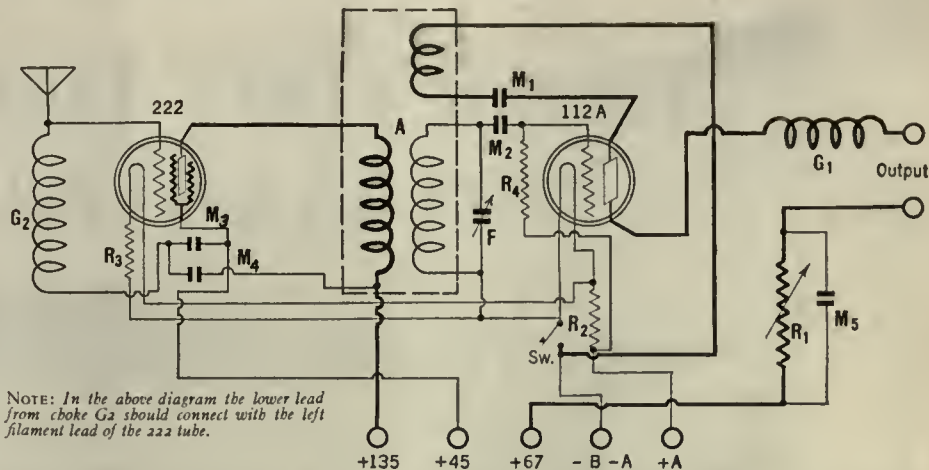 222
A
M₁
112A
M₂
G₁
Output
R₄
G₂
M₃
R₃
M₄
F
R₂
Sw.
R₁
M₅
NOTE: In the above diagram the lower lead
from choke G2 should connect with the left
filament lead of the 222 tube.
+135 +45 +67 - B - A +A